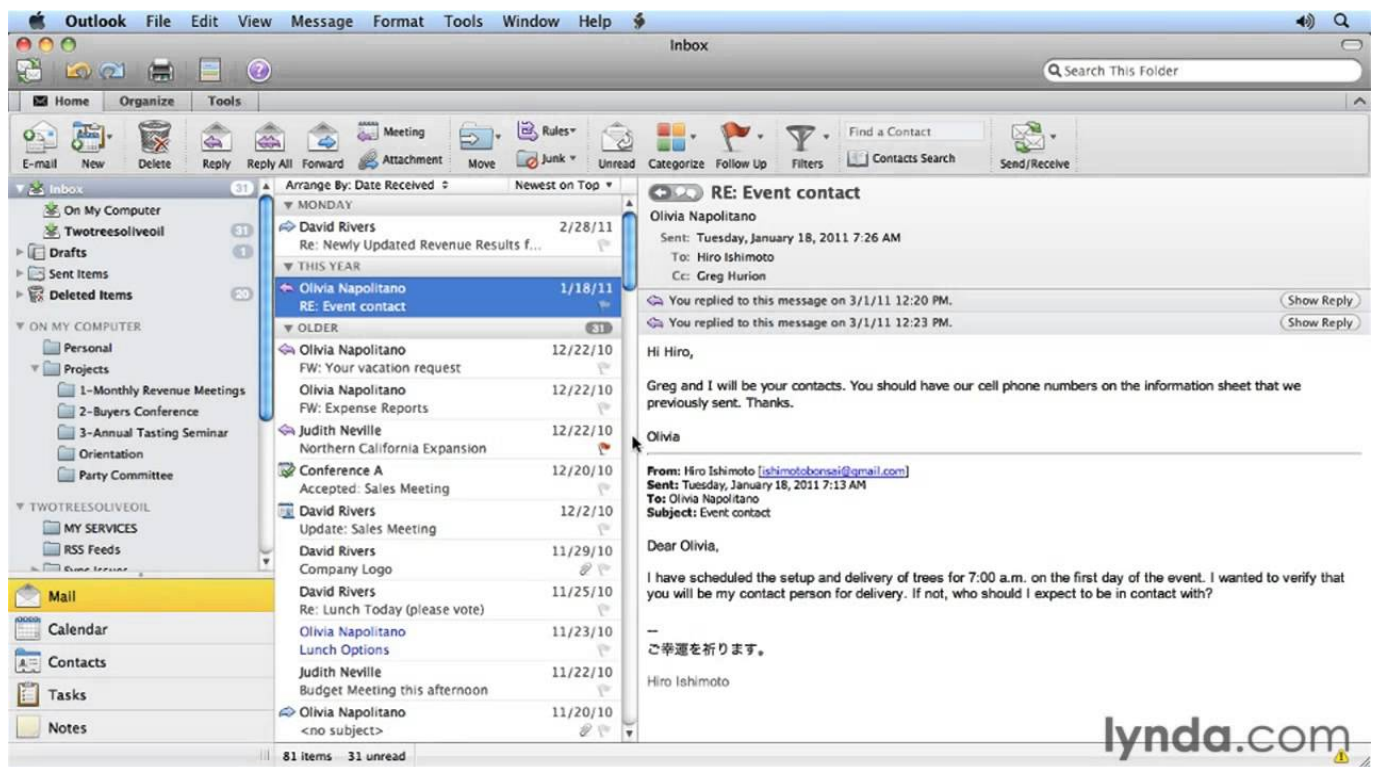 Outlook File Edit View Message Format Tools Window Help
Inbox
Search This Folder
Home Organize Tools
E-mail New Delete Reply Reply All Forward Meeting Attachment Move Rules Junk Unread Categorize Follow Up Filters Find a Contact Contacts Search Send/Receive
Inbox 31
On My Computer
Twotreesoliveoil 31
Drafts 1
Sent Items
Deleted Items 20
ON MY COMPUTER
Personal
Projects
1-Monthly Revenue Meetings
2-Buyers Conference
3-Annual Tasting Seminar
Orientation
Party Committee
TWOTREESOLIVEOIL
MY SERVICES
RSS Feeds
Sync Issues
Mail
Calendar
Contacts
Tasks
Notes
Arrange By: Date Received Newest on Top
MONDAY
David Rivers 2/28/11
Re: Newly Updated Revenue Results f...
THIS YEAR
Olivia Napolitano 1/18/11
RE: Event contact
OLDER 31
Olivia Napolitano 12/22/10
FW: Your vacation request
Olivia Napolitano 12/22/10
FW: Expense Reports
Judith Neville 12/22/10
Northern California Expansion
Conference A 12/20/10
Accepted: Sales Meeting
David Rivers 12/2/10
Update: Sales Meeting
David Rivers 11/29/10
Company Logo
David Rivers 11/25/10
Re: Lunch Today (please vote)
Olivia Napolitano 11/23/10
Lunch Options
Judith Neville 11/22/10
Budget Meeting this afternoon
Olivia Napolitano 11/20/10
<no subject>
81 items 31 unread
RE: Event contact
Olivia Napolitano
Sent: Tuesday, January 18, 2011 7:26 AM
To: Hiro Ishimoto
Cc: Greg Hurion
You replied to this message on 3/1/11 12:20 PM. Show Reply
You replied to this message on 3/1/11 12:23 PM. Show Reply
Hi Hiro,
Greg and I will be your contacts. You should have our cell phone numbers on the information sheet that we
previously sent. Thanks.
Olivia
From: Hiro Ishimoto [ishimotobonsai@gmail.com]
Sent: Tuesday, January 18, 2011 7:13 AM
To: Olivia Napolitano
Subject: Event contact
Dear Olivia,
I have scheduled the setup and delivery of trees for 7:00 a.m. on the first day of the event. I wanted to verify that
you will be my contact person for delivery. If not, who should I expect to be in contact with?
--
ご幸運を祈ります。
Hiro Ishimoto
lynda.com